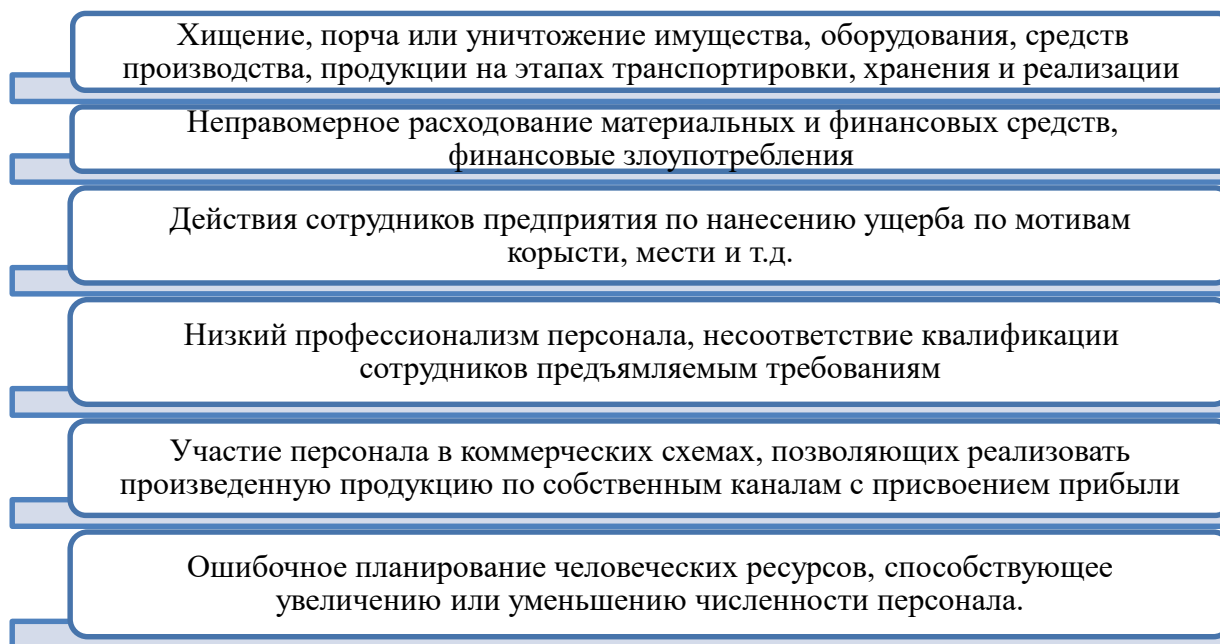 Хищение, порча или уничтожение имущества, оборудования, средств
производства, продукции на этапах транспортировки, хранения и реализации
Неправомерное расходование материальных и финансовых средств,
финансовые злоупотребления
Действия сотрудников предприятия по нанесению ущерба по мотивам
корысти, мести и т.д.
Низкий профессионализм персонала, несоответствие квалификации
сотрудников предъямляемым требованиям
Участие персонала в коммерческих схемах, позволяющих реализовать
произведенную продукцию по собственным каналам с присвоением прибыли
Ошибочное планирование человеческих ресурсов, способствующее
увеличению или уменьшению численности персонала.